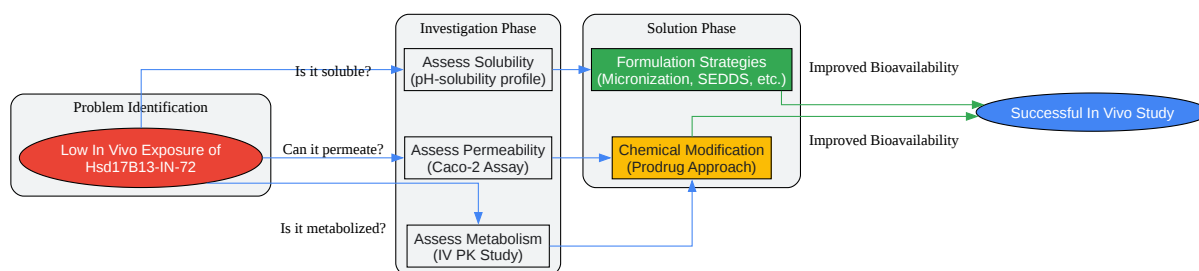 Problem Identification
Low In Vivo Exposure of
Hsd17B13-IN-72
Is it soluble?
Can it permeate?
Is it metabolized?
Investigation Phase
Assess Solubility
(pH-solubility profile)
Assess Permeability
(Caco-2 Assay)
Assess Metabolism
(IV PK Study)
Solution Phase
Formulation Strategies
(Micronization, SEDDS, etc.)
Chemical Modification
(Prodrug Approach)
Improved Bioavailability
Improved Bioavailability
Successful In Vivo Study